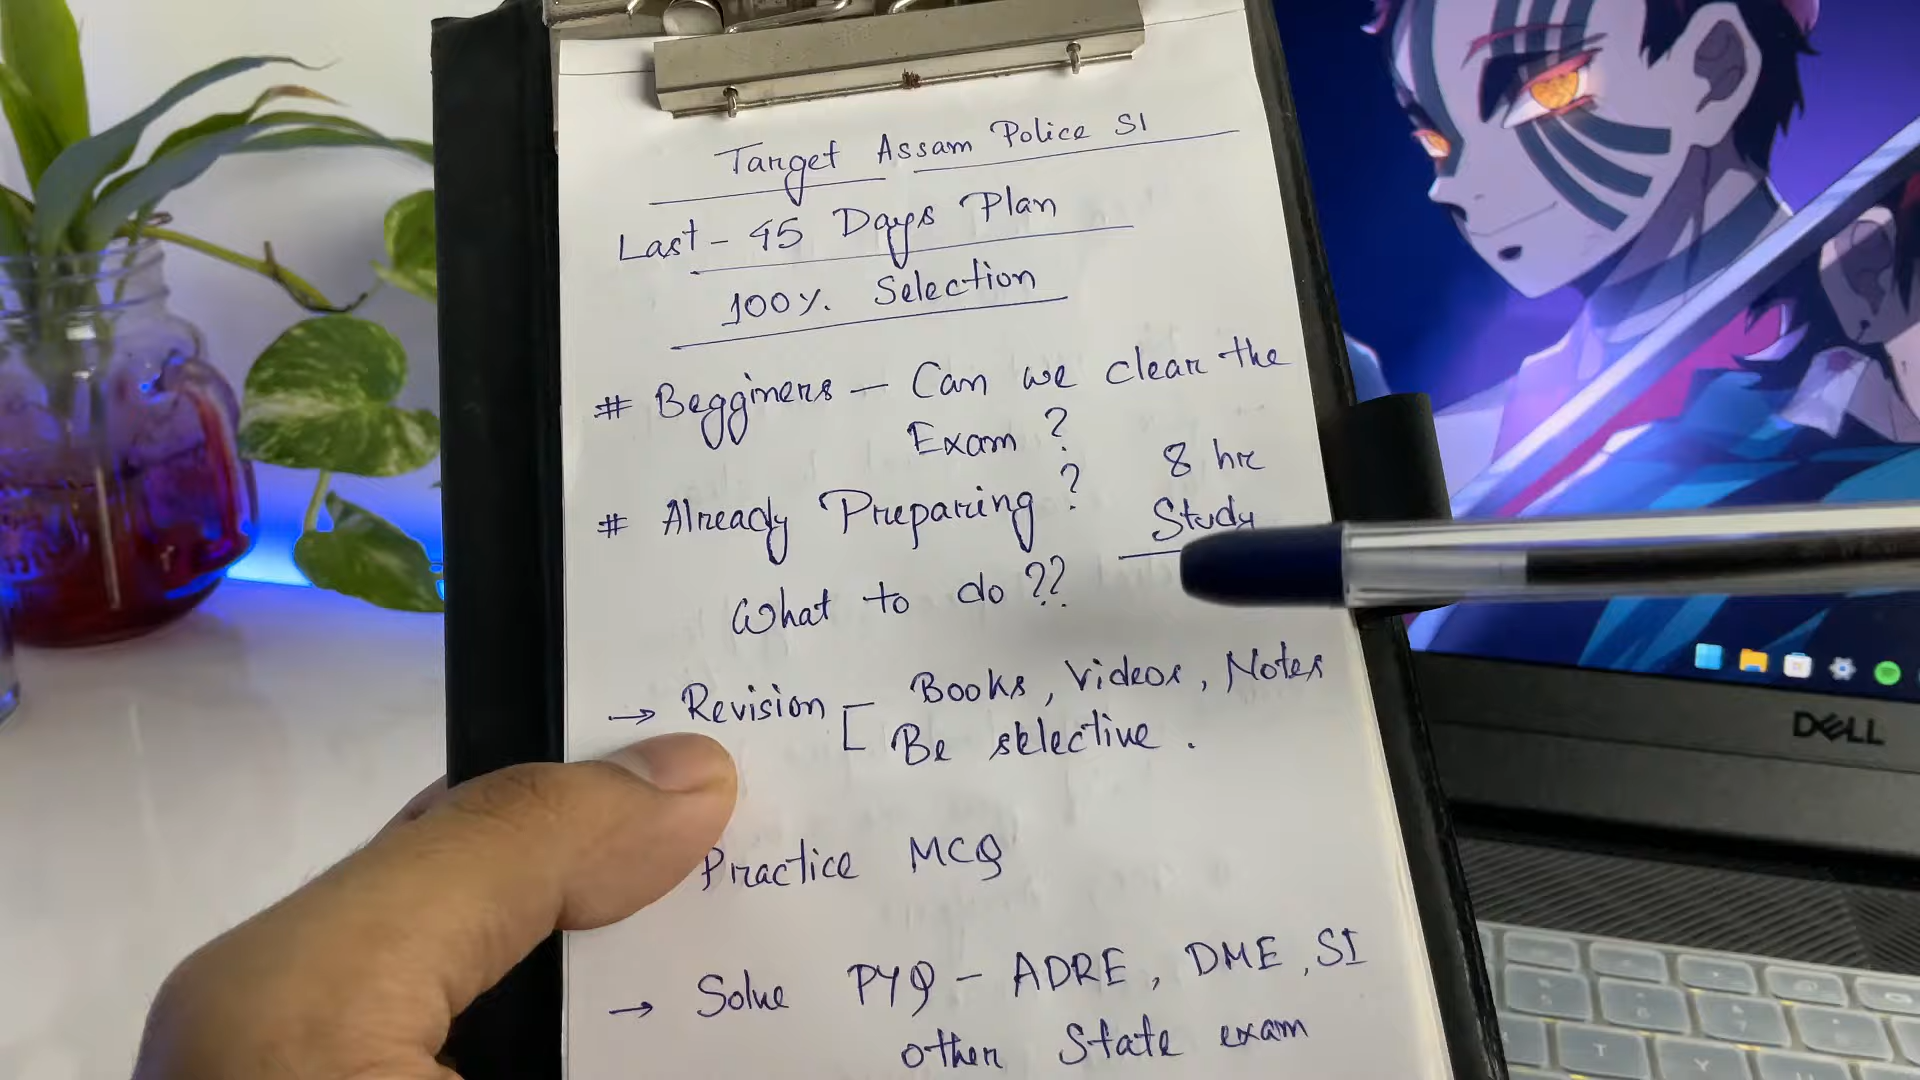 Target Assam Police SI
Last - 45 Days Plan
100%. Selection
# Begginers - Can we clear the
Exam ?
# Already Preparing ?
8 hr
Study
What to do ??
→ Revision [ Books, Videos, Notes
Be selective .
Practice MCQ
→ Solve PYQ - ADRE, DME, SI
other State exam
DELL
T
Y